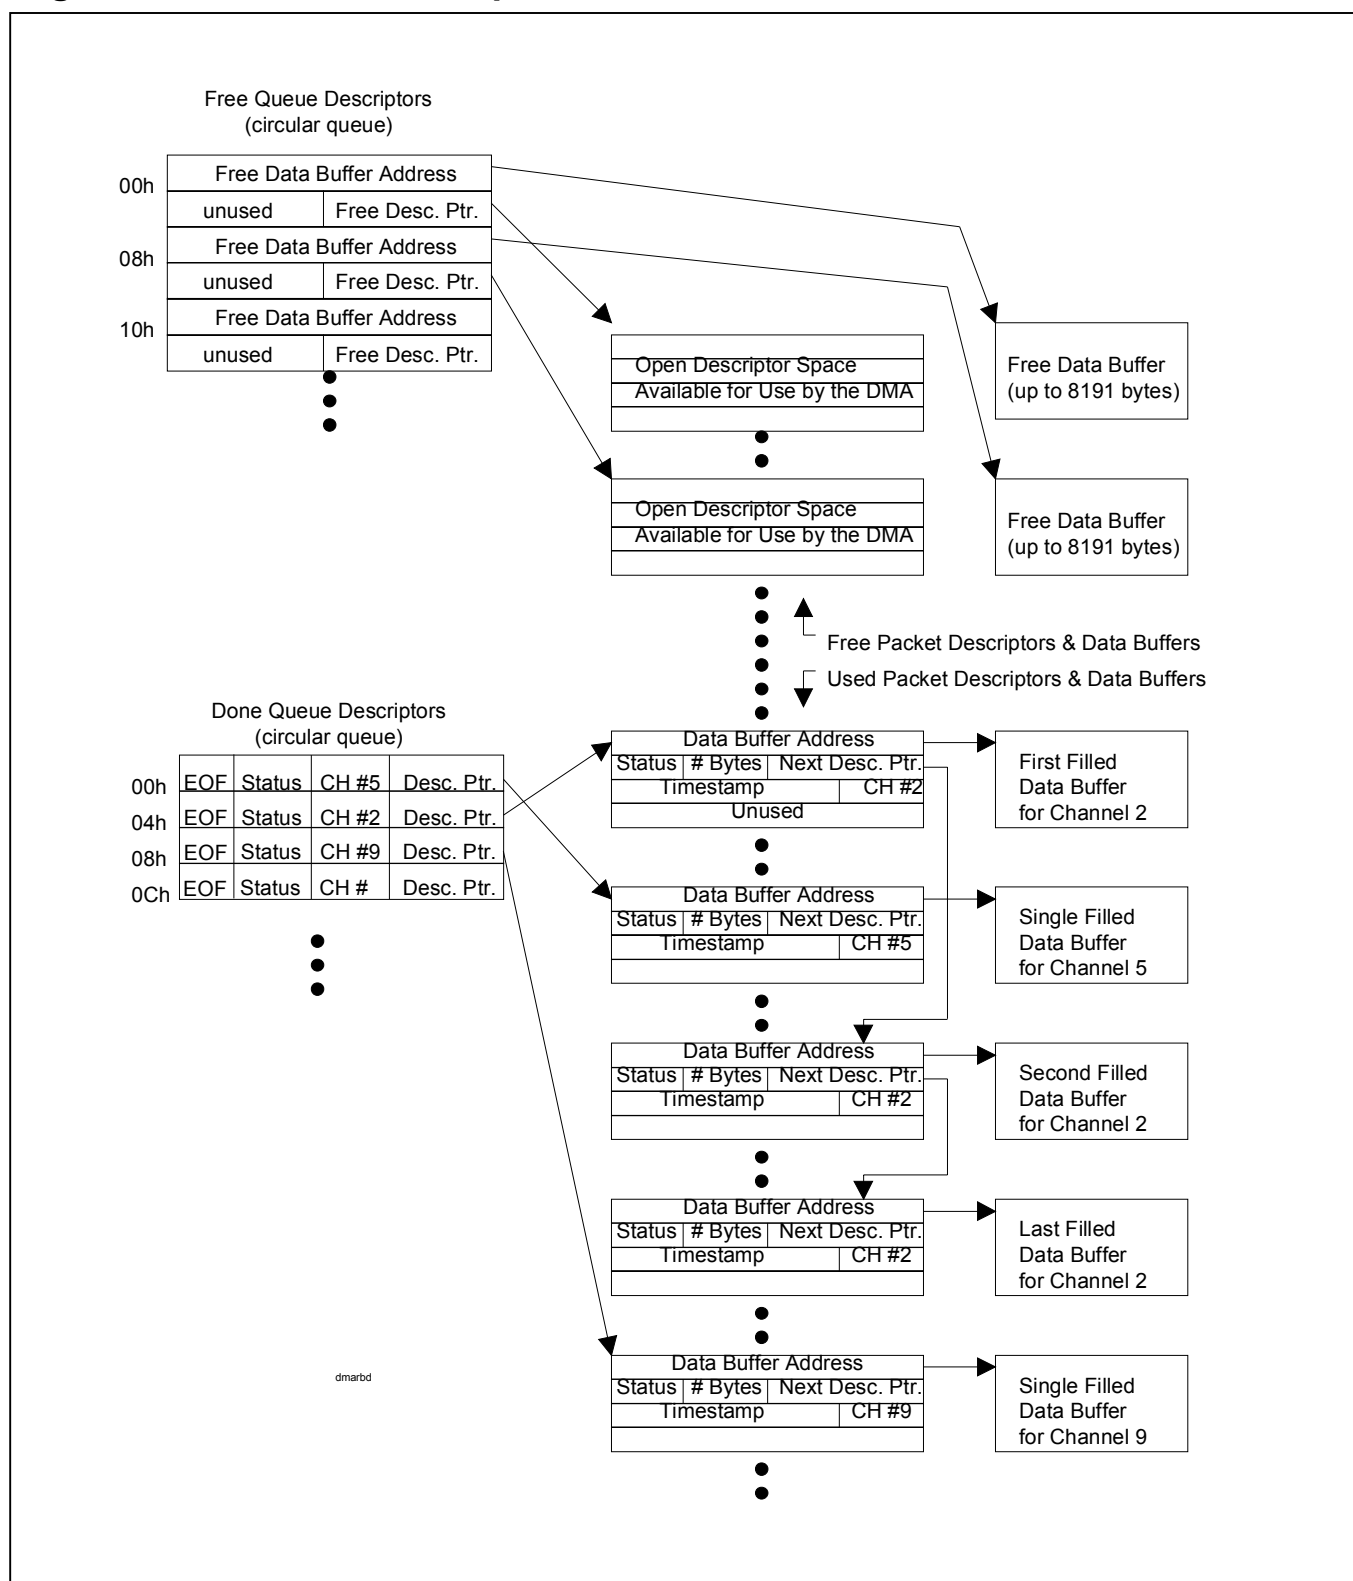 Free Queue Descriptors
(circular queue)
00h
Free Data Buffer Address
unused Free Desc. Ptr.
08h
Free Data Buffer Address
unused Free Desc. Ptr.
10h
Free Data Buffer Address
unused Free Desc. Ptr.
Open Descriptor Space
Available for Use by the DMA
Free Data Buffer
(up to 8191 bytes)
Open Descriptor Space
Available for Use by the DMA
Free Data Buffer
(up to 8191 bytes)
Free Packet Descriptors & Data Buffers
Used Packet Descriptors & Data Buffers
Done Queue Descriptors
(circular queue)
00h EOF Status CH #5 Desc. Ptr.
04h EOF Status CH #2 Desc. Ptr.
08h EOF Status CH #9 Desc. Ptr.
0Ch EOF Status CH # Desc. Ptr.
Data Buffer Address
Status # Bytes Next Desc. Ptr.
Timestamp CH #2
Unused
First Filled
Data Buffer
for Channel 2
Data Buffer Address
Status # Bytes Next Desc. Ptr.
Timestamp CH #5
Single Filled
Data Buffer
for Channel 5
Data Buffer Address
Status # Bytes Next Desc. Ptr.
Timestamp CH #2
Second Filled
Data Buffer
for Channel 2
Data Buffer Address
Status # Bytes Next Desc. Ptr.
Timestamp CH #2
Last Filled
Data Buffer
for Channel 2
Data Buffer Address
Status # Bytes Next Desc. Ptr.
Timestamp CH #9
Single Filled
Data Buffer
for Channel 9
dmarbd